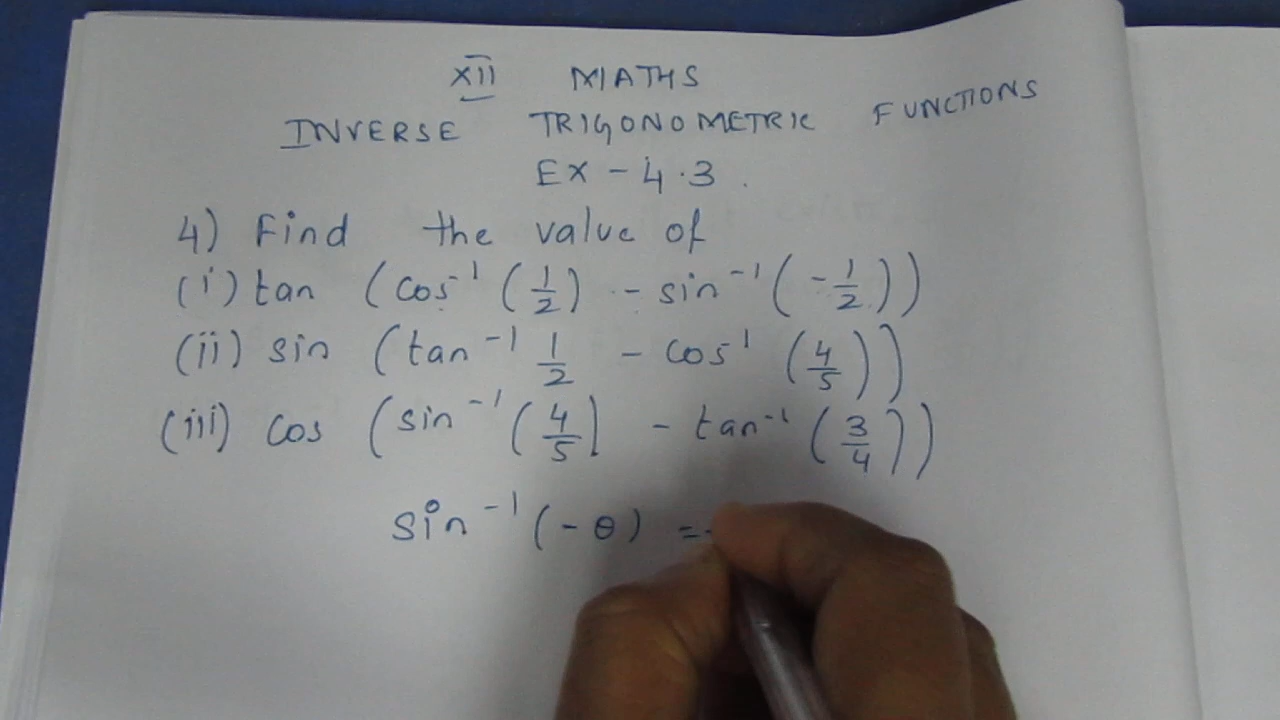 XII MATHS
INVERSE TRIGONOMETRIC FUNCTIONS
EX - 4.3.
4) Find the value of
(i) tan (cos⁻¹ (1/2) - sin⁻¹ (-1/2))
(ii) sin (tan⁻¹ 1/2 - cos⁻¹ (4/5))
(iii) cos (sin⁻¹ (4/5) - tan⁻¹ (3/4))
sin⁻¹ (-θ) = -